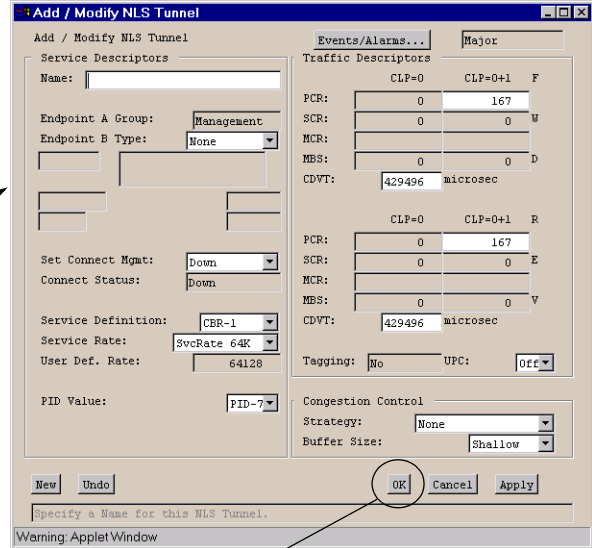 Add / Modify NLS Tunnel
Add / Modify NLS Tunnel
Events/Alarms...
Major
Service Descriptors
Name:
Endpoint A Group: Management
Endpoint B Type: None
Set Connect Mgmt: Down
Connect Status: Down
Service Definition: CBR-1
Service Rate: SvcRate 64K
User Def. Rate: 64128
PID Value: PID-7
Traffic Descriptors
CLP=0 CLP=0+1 F
PCR: 0 167
SCR: 0 0 W
MCR:
MBS: 0 0 D
CDVT: 429496 microsec
CLP=0 CLP=0+1 R
PCR: 0 167
SCR: 0 0 E
MCR:
MBS: 0 0 V
CDVT: 429496 microsec
Tagging: No UPC: Off
Congestion Control
Strategy: None
Buffer Size: Shallow
New Undo OK Cancel Apply
Specify a Name for this NLS Tunnel.
Warning: Applet Window